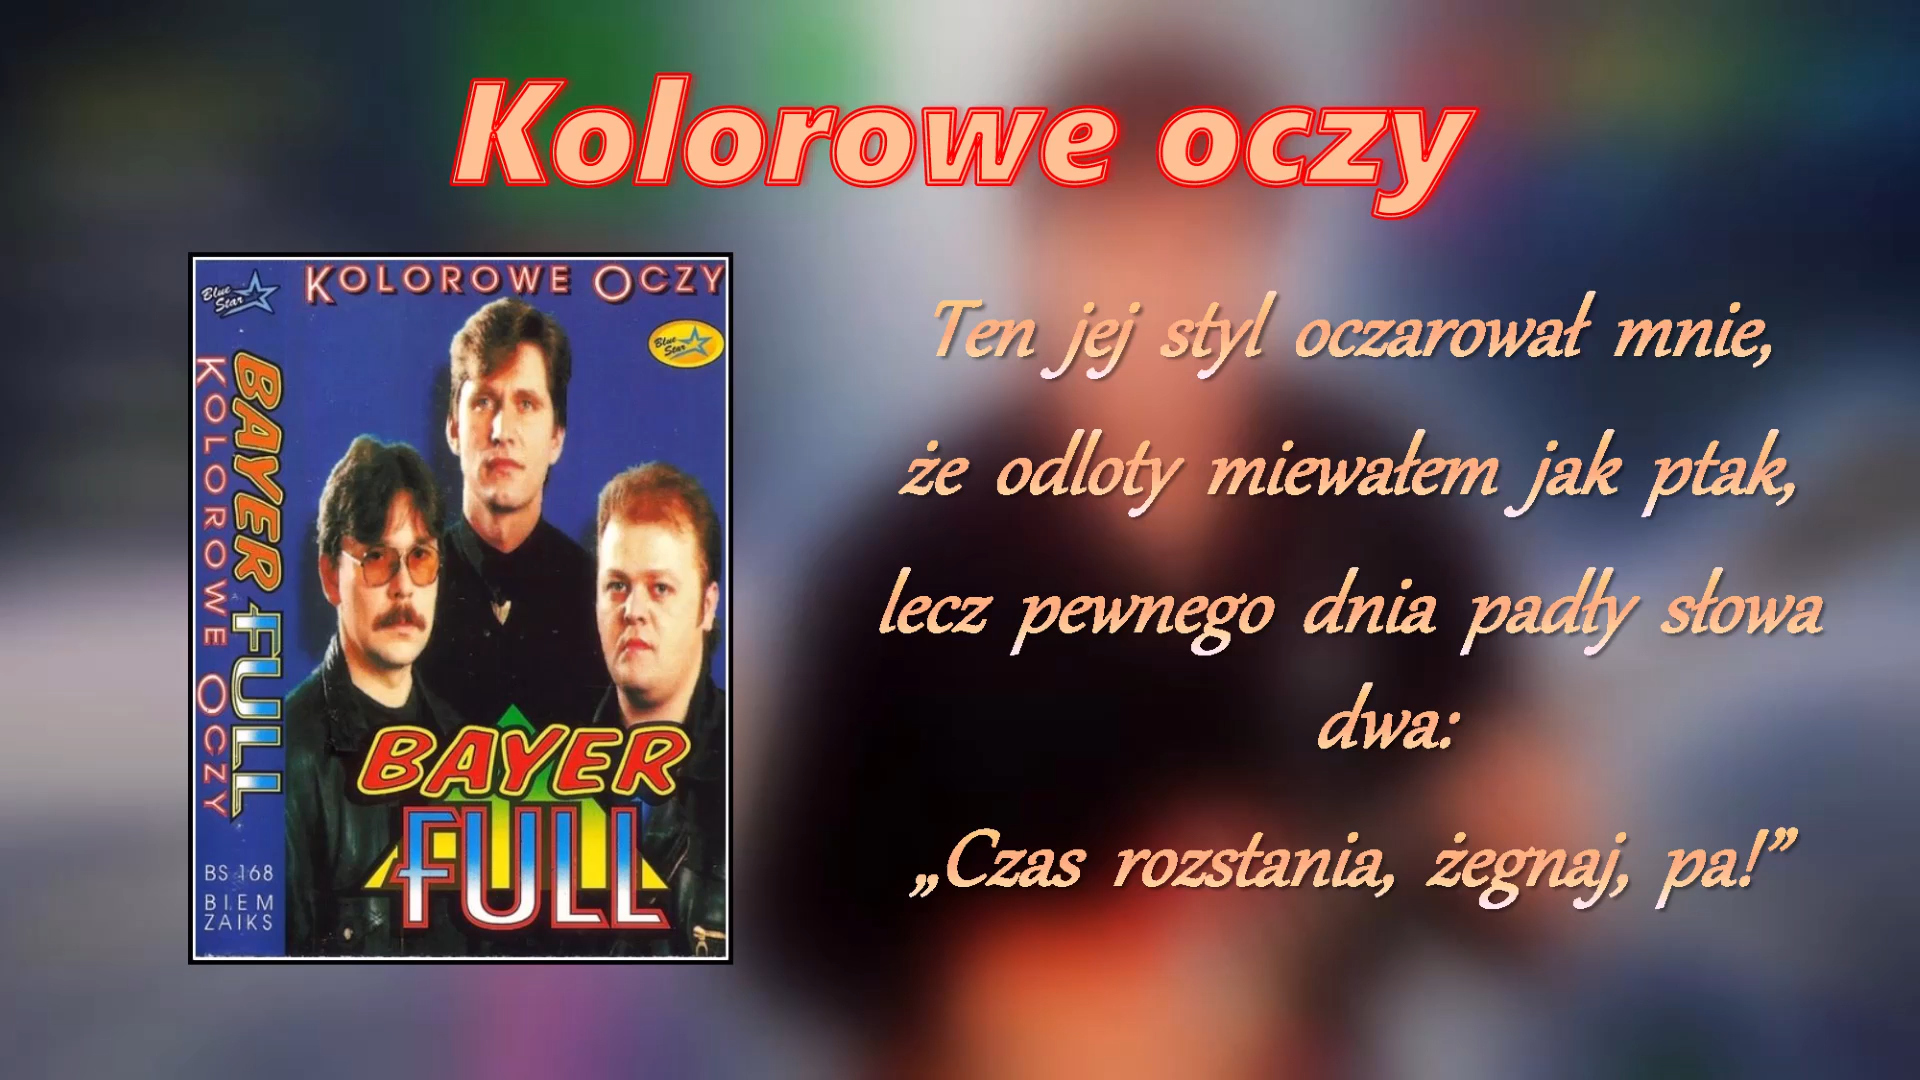 Kolorowe oczy
Blue Star
KOLOROWE OCZY
Blue Star
BAYER FULL
KOLOROWE OCZY
BAYER
FULL
BS 168
BIEM
ZAIKS
Ten jej styl oczarował mnie,
że odloty miewałem jak ptak,
lecz pewnego dnia padły słowa
dwa:
„Czas rozstania, żegnaj, pa!”